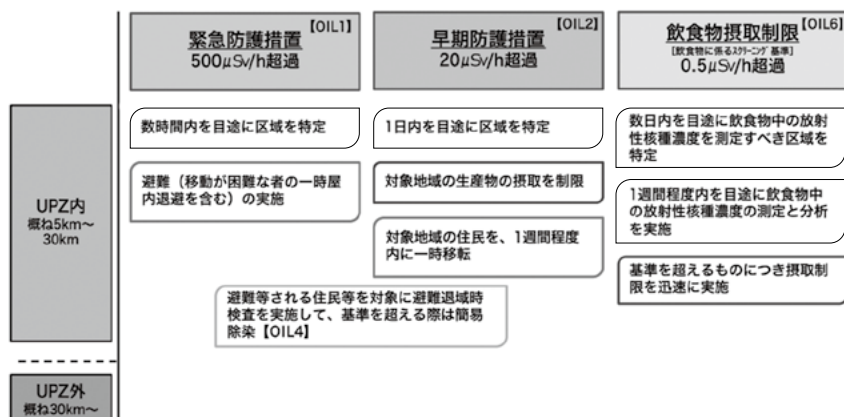 【OIL1】
緊急防護措置
500μSv/h超過
【OIL2】
早期防護措置
20μSv/h超過
【OIL6】
飲食物摂取制限
[飲食物に係るスクリーニング基準]
0.5μSv/h超過
UPZ内
概ね5km～
30km
数時間内を目途に区域を特定
避難（移動が困難な者の一時屋
内退避を含む）の実施
1日内を目途に区域を特定
対象地域の生産物の摂取を制限
対象地域の住民を、1週間程度
内に一時移転
数日内を目途に飲食物中の放射
性核種濃度を測定すべき区域を
特定
1週間程度内を目途に飲食物中
の放射性核種濃度の測定と分析
を実施
基準を超えるものにつき摂取制
限を迅速に実施
避難等される住民等を対象に避難退域時
検査を実施して、基準を超える際は簡易
除染【OIL4】
UPZ外
概ね30km～